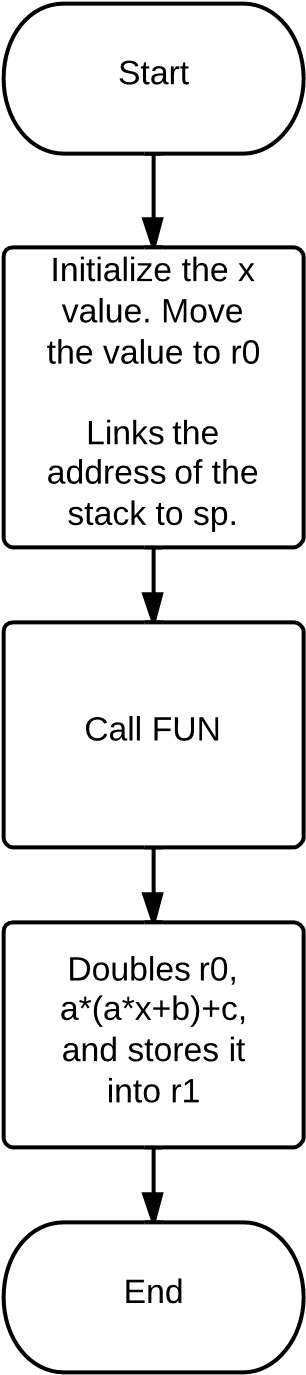 Start
Initialize the x
value. Move
the value to r0
Links the
address of the
stack to sp.
Call FUN
Doubles r0,
a*(a*x+b)+c,
and stores it
into r1
End